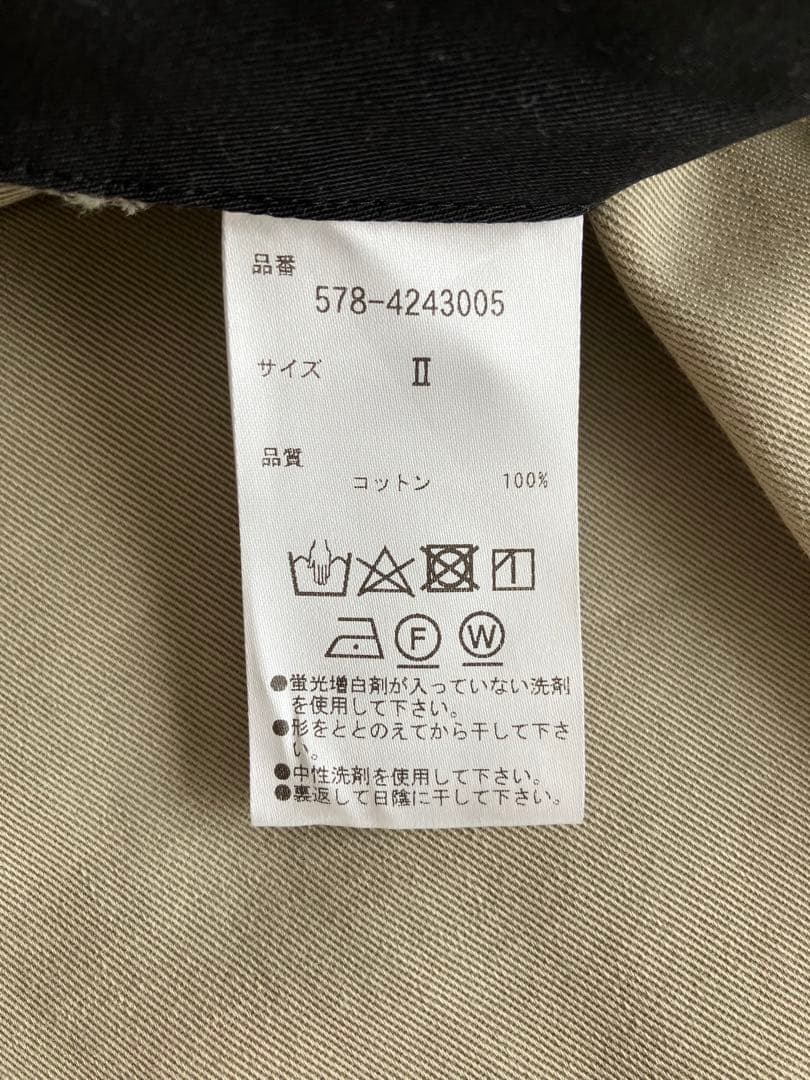 品番
578-4243005
サイズ Ⅱ
品質
コットン 100%
F W
●蛍光増白剤が入っていない洗剤
を使用して下さい。
●形をととのえてから干して下さ
い。
●中性洗剤を使用して下さい。
●裏返して日陰に干して下さい。